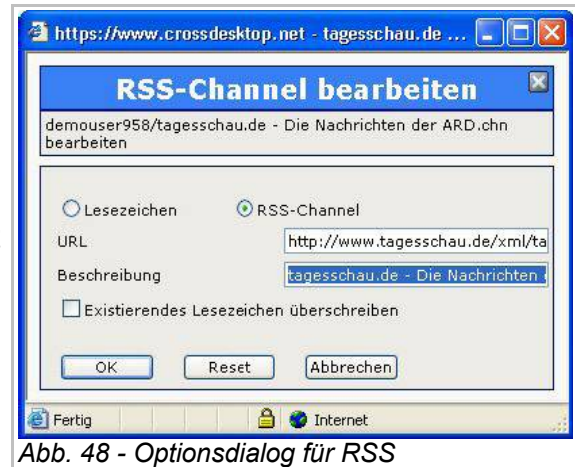 https://www.crossdesktop.net - tagesschau.de ...
RSS-Channel bearbeiten
demouser958/tagesschau.de - Die Nachrichten der ARD.chn
bearbeiten
Lesezeichen RSS-Channel
URL http://www.tagesschau.de/xml/ta
Beschreibung tagesschau.de - Die Nachrichten
Existierendes Lesezeichen überschreiben
OK Reset Abbrechen
Fertig Internet
Abb. 48 - Optionsdialog für RSS